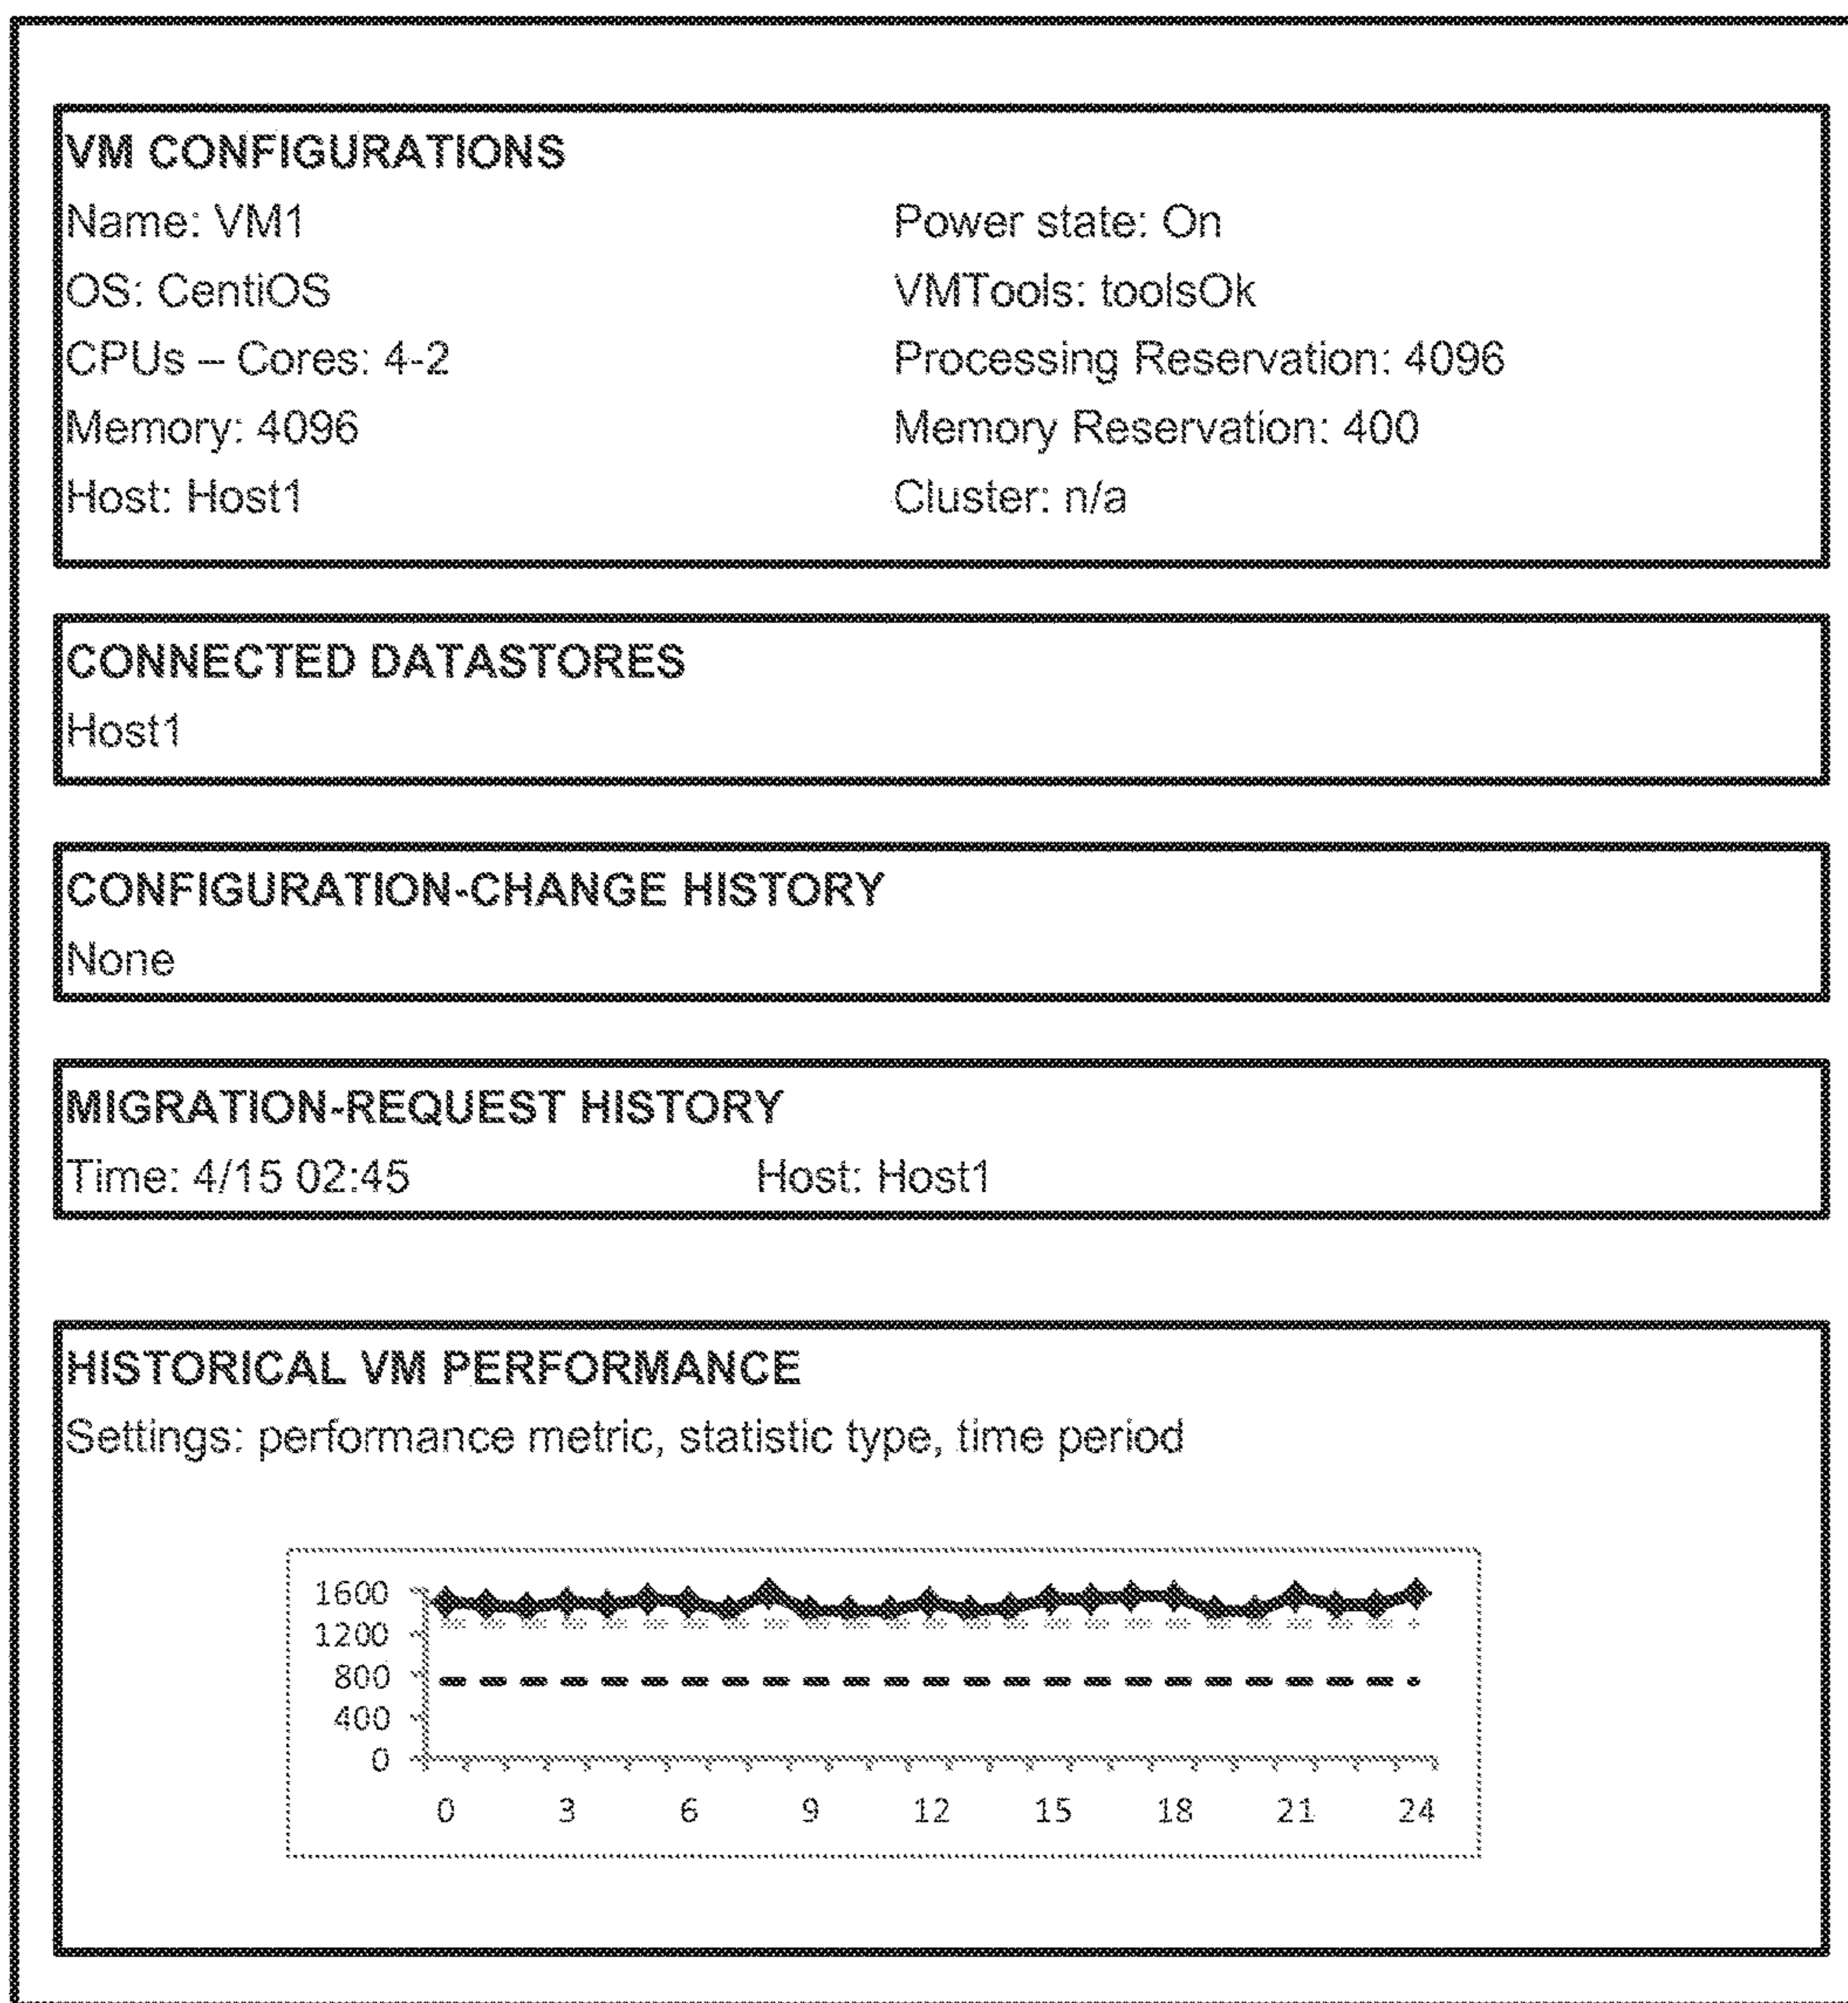 VM CONFIGURATIONS
Name: VM1 Power state: On
OS: CentiOS VMTools: toolsOk
CPUs – Cores: 4-2 Processing Reservation: 4096
Memory: 4096 Memory Reservation: 400
Host: Host1 Cluster: n/a
CONNECTED DATASTORES
Host1
CONFIGURATION-CHANGE HISTORY
None
MIGRATION-REQUEST HISTORY
Time: 4/15 02:45 Host: Host1
HISTORICAL VM PERFORMANCE
Settings: performance metric, statistic type, time period
1600
1200
800
400
0
0 3 6 9 12 15 18 21 24